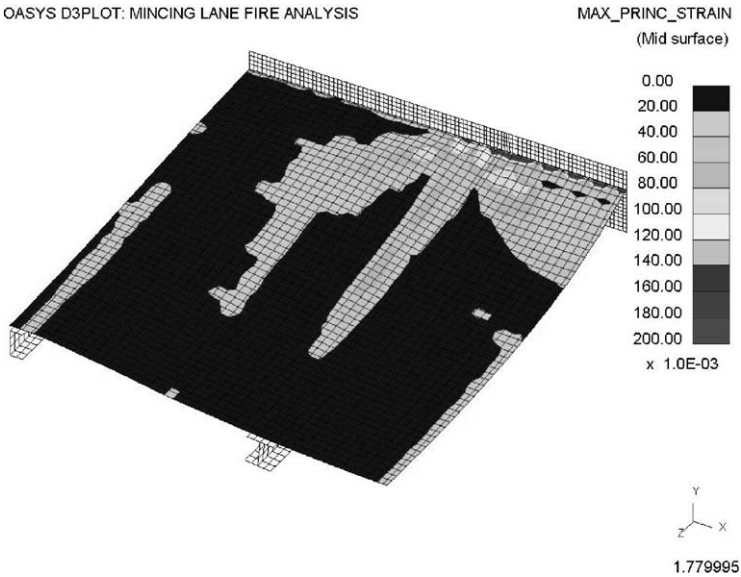 OASYS D3PLOT: MINCING LANE FIRE ANALYSIS
MAX_PRINC_STRAIN
(Mid surface)
0.00
20.00
40.00
60.00
80.00
100.00
120.00
140.00
160.00
180.00
200.00
x 1.0E-03
Y
Z X
1.779995